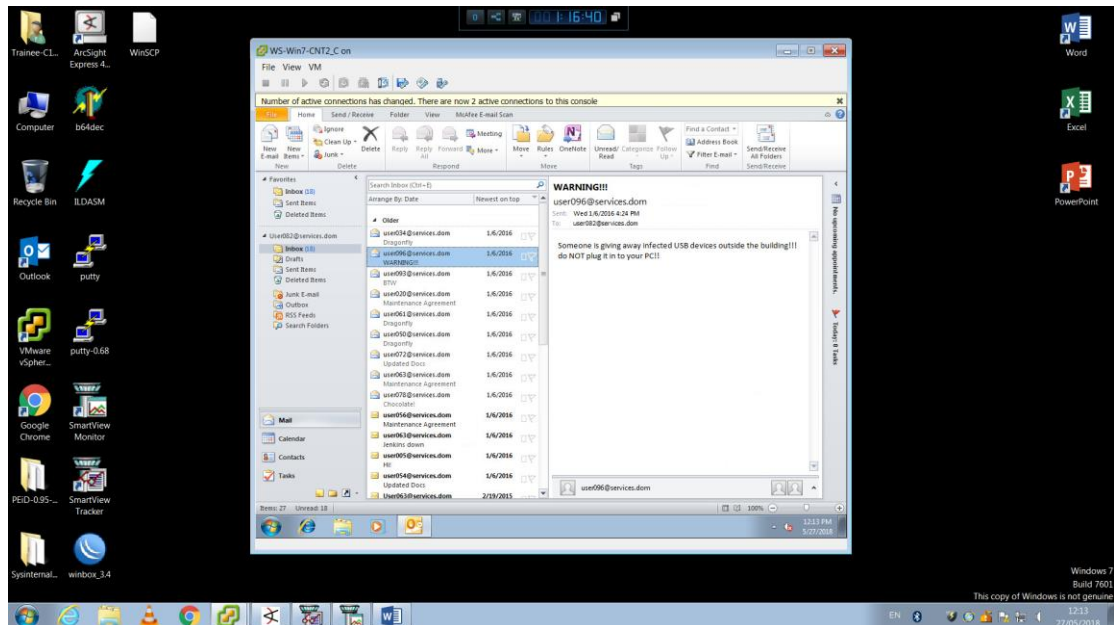 0 1:16:40
Trainee-C1...
ArcSight Express 4...
WinSCP
Computer
b64dec
Recycle Bin
ILDASM
Outlook
putty
VMware vSpher...
putty-0.68
Google Chrome
SmartView Monitor
PEiD-0.95-...
SmartView Tracker
Sysinternal...
winbox_3.4
WS-Win7-CNT2_C on
File View VM
Number of active connections has changed. There are now 2 active connections to this console
File Home Send / Receive Folder View McAfee E-mail Scan
New E-mail
New Items
Ignore
Clean Up
Junk
Delete
Reply
Reply All
Forward
Meeting
More
Move
Rules
OneNote
Unread/ Read
Categorize
Follow Up
Find a Contact
Address Book
Filter E-mail
Send/Receive All Folders
New Delete Respond Move Tags Find Send/Receive
Favorites
Inbox (18)
Sent Items
Deleted Items
User082@services.dom
Inbox (18)
Drafts
Sent Items
Deleted Items
Junk E-mail
Outbox
RSS Feeds
Search Folders
Mail
Calendar
Contacts
Tasks
Search Inbox (Ctrl+E)
Arrange By: Date Newest on top
Older
user034@services.dom 1/6/2016
Dragonfly
user096@services.dom 1/6/2016
WARNING!!!
user093@services.dom 1/6/2016
BTW
user020@services.dom 1/6/2016
Maintenance Agreement
user061@services.dom 1/6/2016
Dragonfly
user050@services.dom 1/6/2016
Dragonfly
user072@services.dom 1/6/2016
Updated Docs
user063@services.dom 1/6/2016
Maintenance Agreement
user078@services.dom 1/6/2016
Chocolate!
user056@services.dom 1/6/2016
Maintenance Agreement
user063@services.dom 1/6/2016
Jenkins down
user005@services.dom 1/6/2016
user054@services.dom 1/6/2016
Updated Docs
User063@services.dom 2/19/2015
WARNING!!!
user096@services.dom
Sent: Wed 1/6/2016 4:24 PM
To: user082@services.dom
Someone is giving away infected USB devices outside the building!!!
do NOT plug it in to your PC!!
user096@services.dom
No upcoming appointments.
Today: 0 Tasks
Items: 27 Unread: 18
100%
12:13 PM
5/27/2018
Word
Excel
PowerPoint
Windows 7
Build 7601
This copy of Windows is not genuine
EN
12:13
27/05/2018